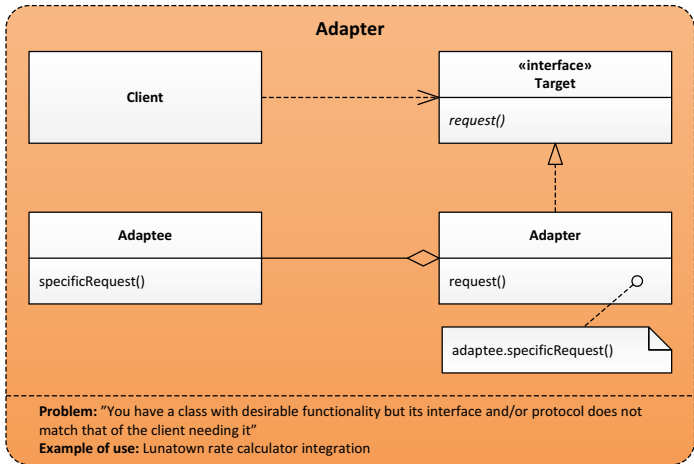 Adapter
Client
«interface»
Target
request()
Adaptee
specificRequest()
Adapter
request()
adaptee.specificRequest()
Problem: ”You have a class with desirable functionality but its interface and/or protocol does not
match that of the client needing it”
Example of use: Lunatown rate calculator integration